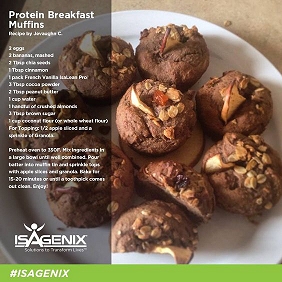 Protein Breakfast
Muffins
Recipe by Jevaughn C.
2 eggs
2 bananas, mashed
2 Tbsp chia seeds
1 Tbsp cinnamon
1 pack French Vanilla IsaLean Pro
3 Tbsp cocoa powder
2 Tbsp peanut butter
1 cup water
1 handful of crushed almonds
3 Tbsp brown sugar
1 cup coconut flour (or whole wheat flour)
For Topping: 1/2 apple sliced and a
sprinkle of Granola.
Preheat oven to 350F. Mix ingredients in
a large bowl until well combined. Pour
batter into muffin tin and sprinkle tops
with apple slices and granola. Bake for
15-20 minutes or until a toothpick comes
out clean. Enjoy!
ISAGENIX
Solutions to Transform Lives™
#ISAGENIX